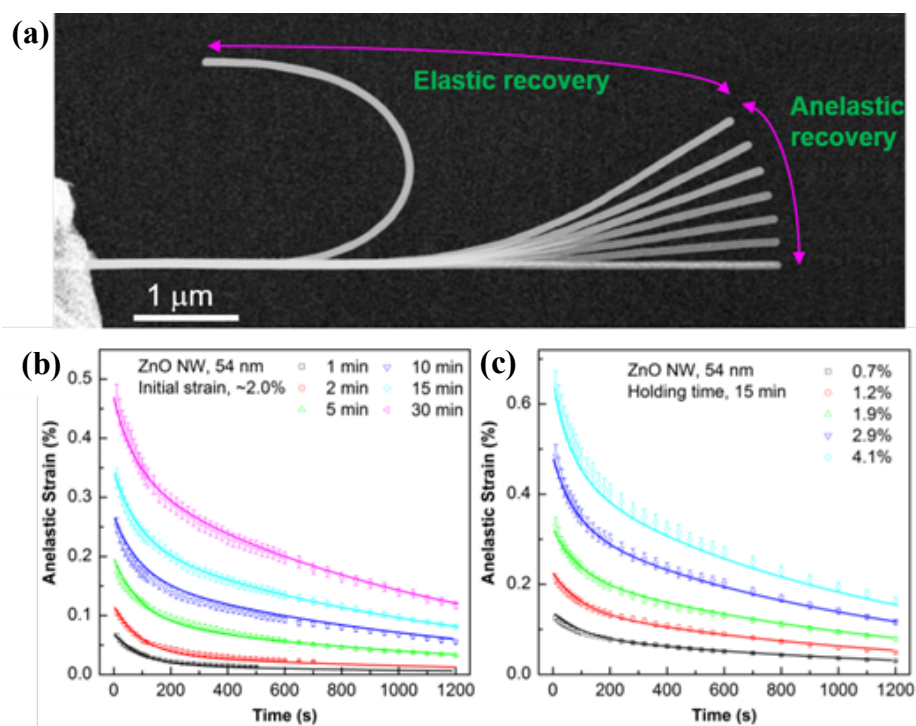 (a)
Elastic recovery
Anelastic
recovery
1 μm
(b)
ZnO NW, 54 nm
Initial strain, ~2.0%
1 min
2 min
5 min
10 min
15 min
30 min
Anelastic Strain (%)
0.5
0.4
0.3
0.2
0.1
0.0
0 200 400 600 800 1000 1200
Time (s)
(c)
ZnO NW, 54 nm
Holding time, 15 min
0.7%
1.2%
1.9%
2.9%
4.1%
Anelastic Strain (%)
0.6
0.4
0.2
0.0
0 200 400 600 800 1000 1200
Time (s)